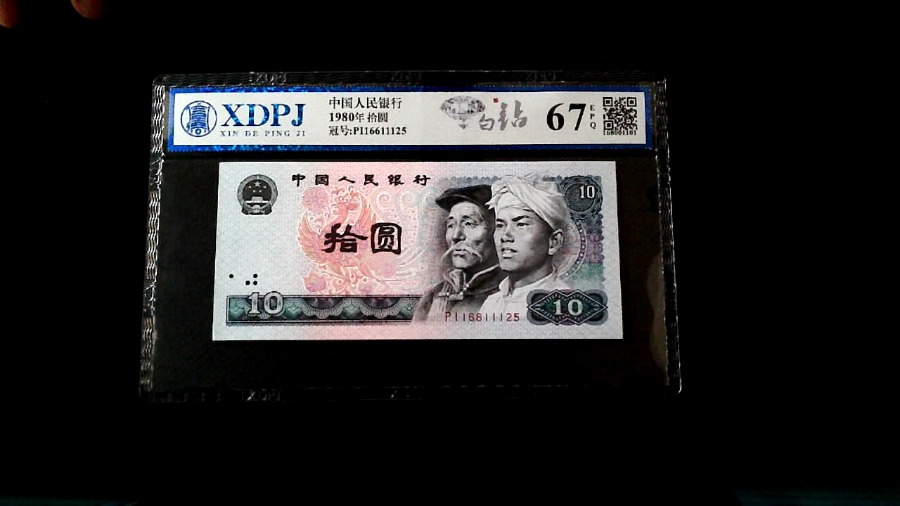 XDPJ
XIN DE PING JI
中国人民银行
1980年 拾圆
冠号:PI16611125
白钻
67
EPQ
中国人民银行
10
拾圆
10
PI16611125
10